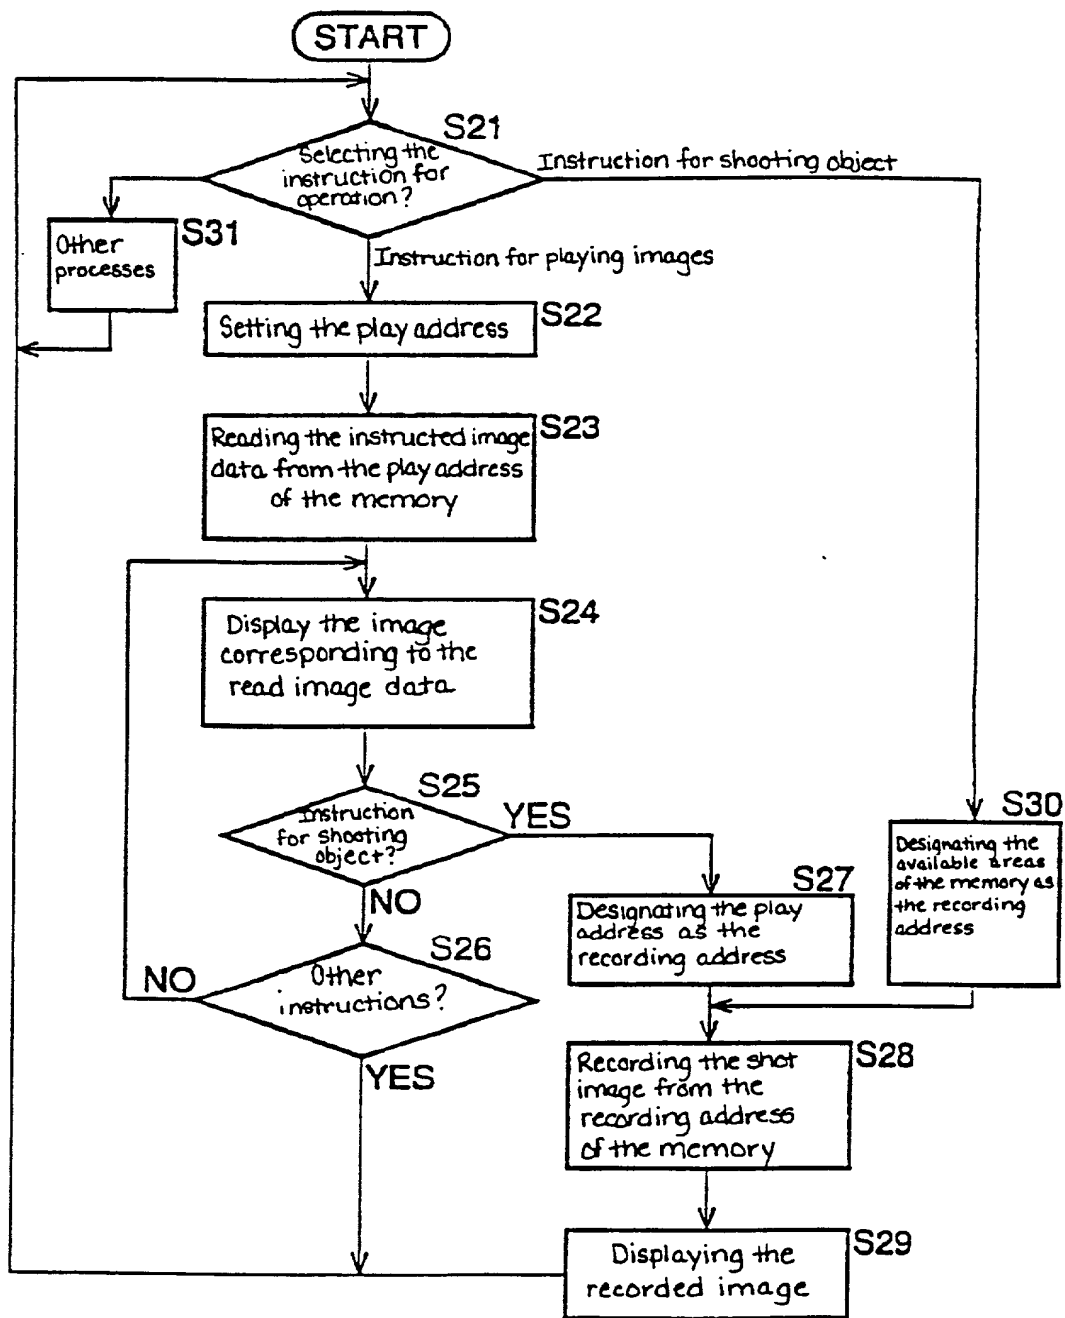 START
S21
Selecting the
instruction for
operation?
Instruction for shooting object
S31
Other
processes
Instruction for playing images
S22
Setting the play address
S23
Reading the instructed image
data from the play address
of the memory
S24
Display the image
corresponding to the
read image data
S25
Instruction
for shooting
object?
YES
NO
S30
Designating the
available areas
of the memory as
the recording
address
S27
Designating the play
address as the
recording address
S26
Other
instructions?
NO
YES
S28
Recording the shot
image from the
recording address
of the memory
S29
Displaying the
recorded image